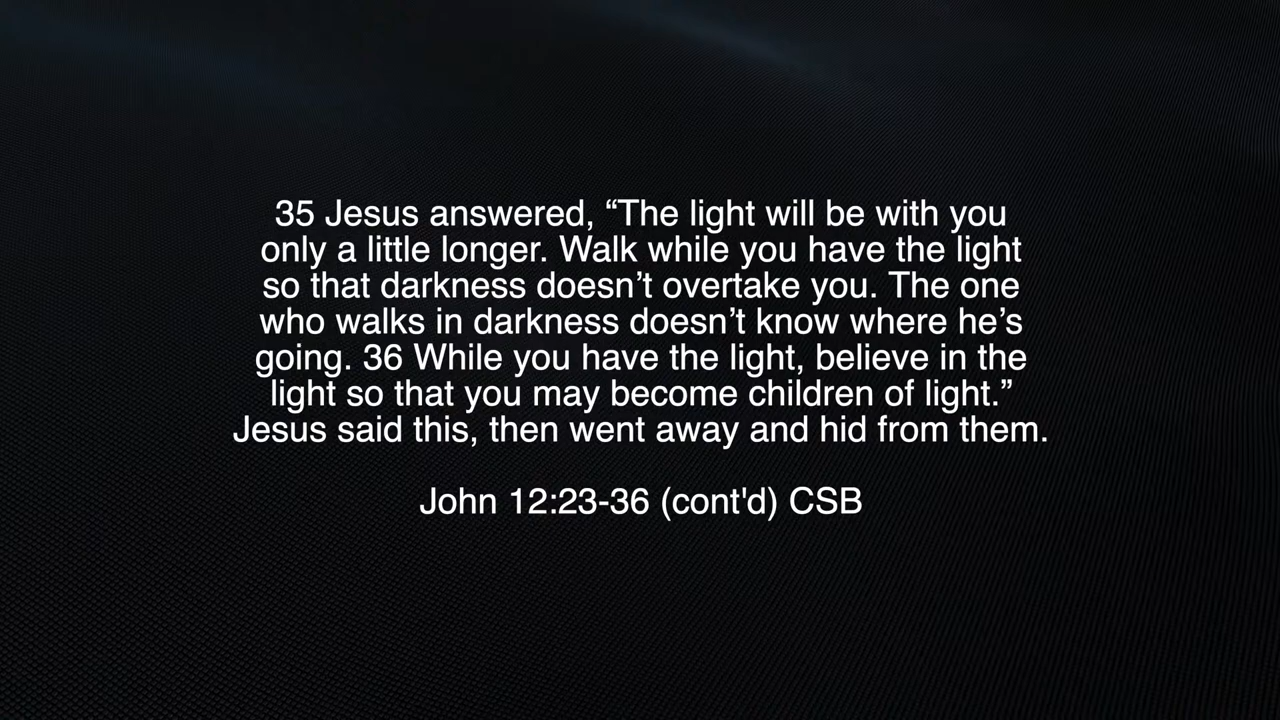 35 Jesus answered, “The light will be with you
only a little longer. Walk while you have the light
so that darkness doesn’t overtake you. The one
who walks in darkness doesn’t know where he’s
going. 36 While you have the light, believe in the
light so that you may become children of light.”
Jesus said this, then went away and hid from them.
John 12:23-36 (cont'd) CSB